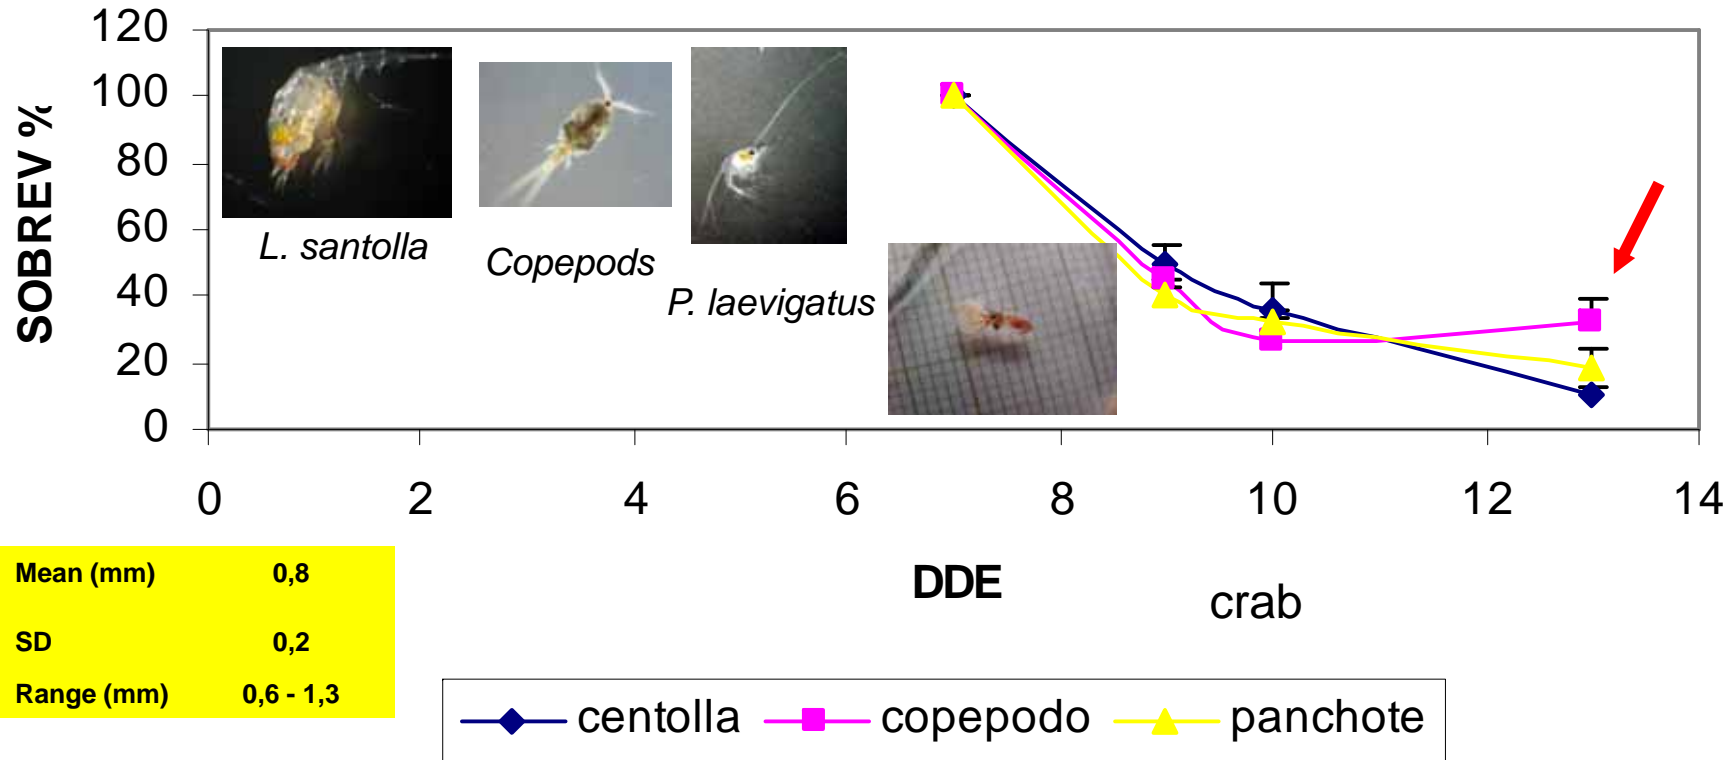 120
100
80
60
40
20
0
SOBREV %
L. santolla
Copepods
P. laevigatus
0 2 4 6 8 10 12 14
DDE
crab
Mean (mm) 0,8
SD 0,2
Range (mm) 0,6 - 1,3
centolla copepodo panchote